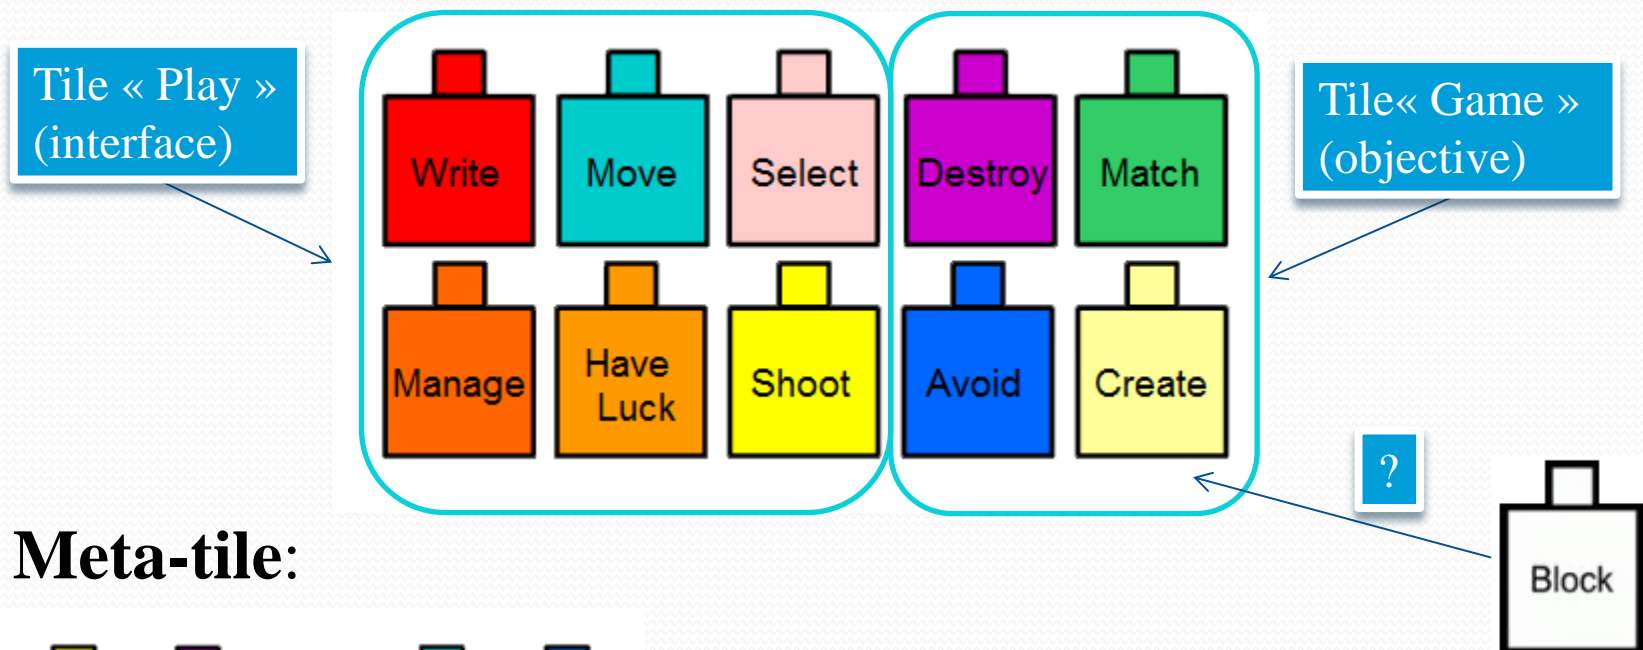 Tile « Play »
(interface)
Write
Move
Select
Destroy
Match
Tile« Game »
(objective)
Manage
Have
Luck
Shoot
Avoid
Create
?
Block
Meta-tile: